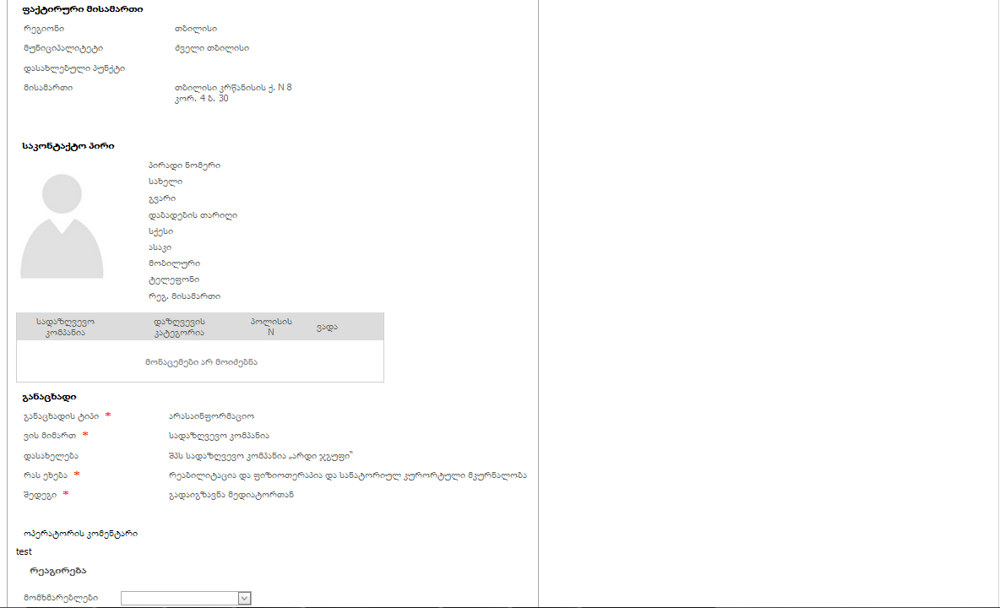 ფაქტირური მისამართი
რეგიონი თბილისი
მუნიციპალიტეტი ძველი თბილისი
დასახლებული პუნქტი
მისამართი თბილისი კრწანისის ქ. N 8
კორ. 4 ბ. 30
საკონტაქტო პირი
პირადი ნომერი
სახელი
გვარი
დაბადების თარიღი
სქესი
ასაკი
მობილური
ტელეფონი
რეგ. მისამართი
სადაზღვევო დაზღვევის პოლისის ვადა
კომპანია კატეგორია N
მონაცემები არ მოიძებნა
განაცხადი
განაცხადის ტიპი * არასაინფორმაციო
ვის მიმართ * სადაზღვევო კომპანია
დასახელება შპს სადაზღვევო კომპანია „არდი ჯგუფი“
რას ეხება * რეაბილიტაცია და ფიზიოთერაპია და სანატორიულ კურორტული მკურნალობა
შედეგი * გადაიგზავნა მედიატორთან
ოპერატორის კომენტარი
test
რეაგირება
მომხმარებლები